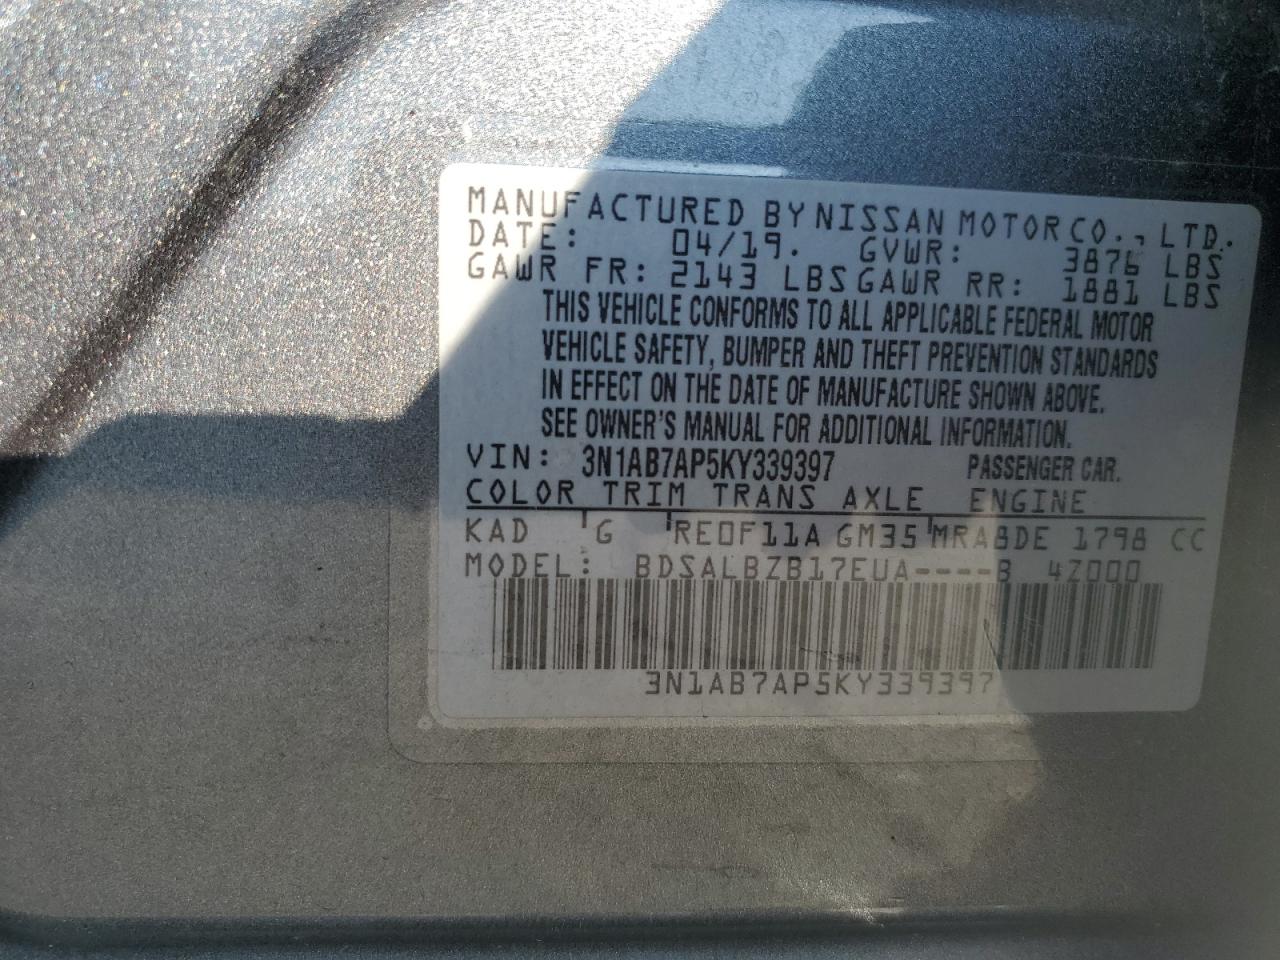 MANUFACTURED BY NISSAN MOTOR CO., LTD.
DATE: 04/19. GVWR: 3876 LBS
GAWR FR: 2143 LBS GAWR RR: 1881 LBS
THIS VEHICLE CONFORMS TO ALL APPLICABLE FEDERAL MOTOR
VEHICLE SAFETY, BUMPER AND THEFT PREVENTION STANDARDS
IN EFFECT ON THE DATE OF MANUFACTURE SHOWN ABOVE.
SEE OWNER'S MANUAL FOR ADDITIONAL INFORMATION.
VIN: 3N1AB7AP5KY339397 PASSENGER CAR.
COLOR TRIM TRANS AXLE ENGINE
KAD G RE0F11A GM35 MRA8DE 1798 CC
MODEL: BDSALBZB17EUA----B 4Z000
3N1AB7AP5KY339397